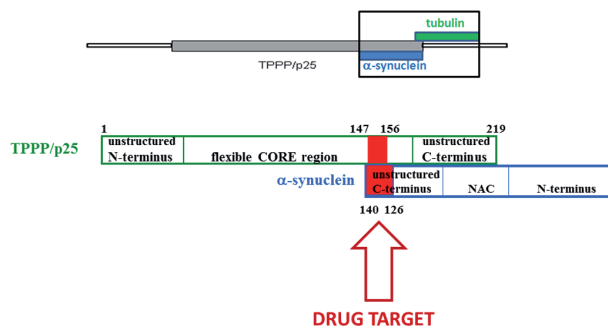 tubulin
TPPP/p25
α-synuclein
1
147
156
219
TPPP/p25
unstructured
N-terminus
flexible CORE region
unstructured
C-terminus
α-synuclein
unstructured
C-terminus
NAC
N-terminus
140
126
DRUG TARGET